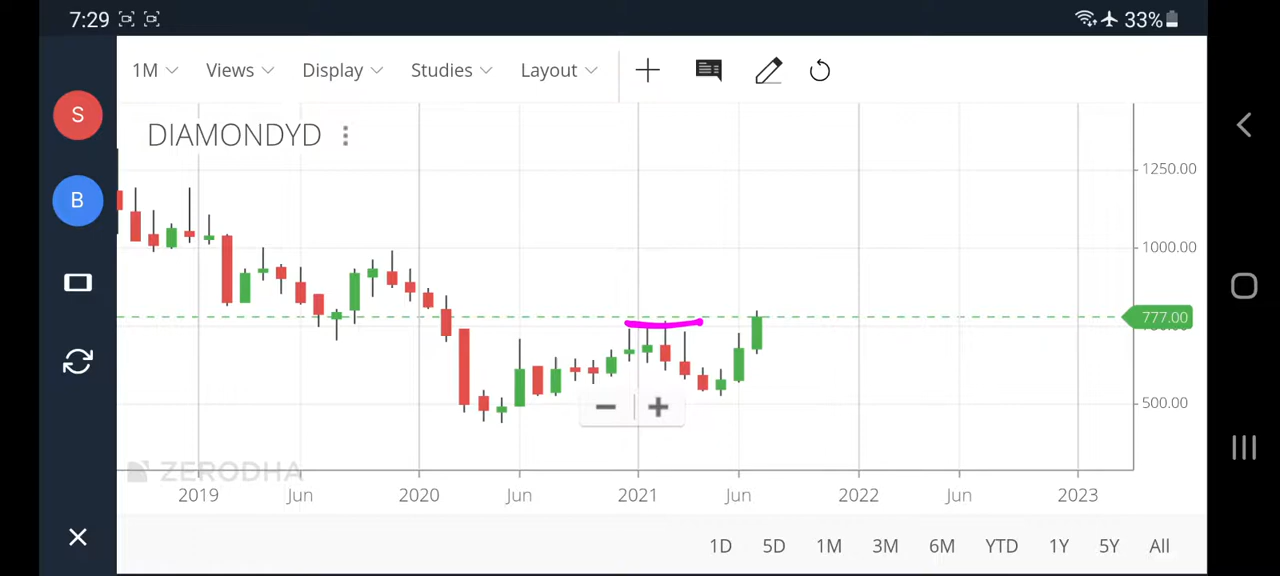 7:29 33%
S
B
1M Views Display Studies Layout
DIAMONDYD
1250.00
1000.00
777.00
500.00
ZERODHA
2019 Jun 2020 Jun 2021 Jun 2022 Jun 2023
1D 5D 1M 3M 6M YTD 1Y 5Y All